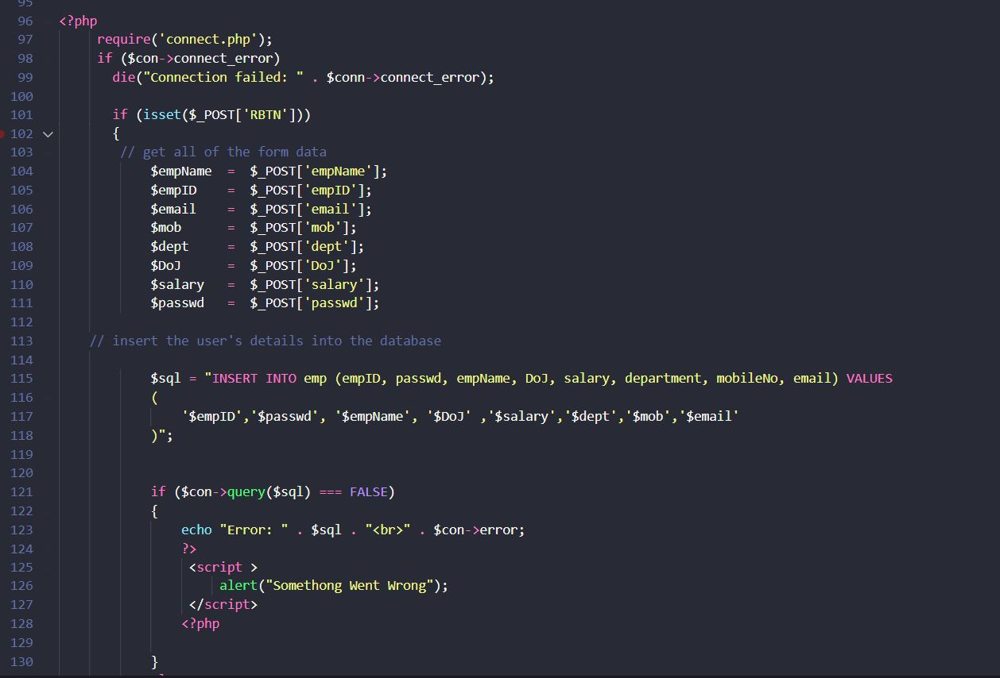 95
96 <?php
97 require('connect.php');
98 if ($con->connect_error)
99 die("Connection failed: " . $conn->connect_error);
100
101 if (isset($_POST['RBTN']))
102 {
103 // get all of the form data
104 $empName = $_POST['empName'];
105 $empID = $_POST['empID'];
106 $email = $_POST['email'];
107 $mob = $_POST['mob'];
108 $dept = $_POST['dept'];
109 $DoJ = $_POST['DoJ'];
110 $salary = $_POST['salary'];
111 $passwd = $_POST['passwd'];
112
113 // insert the user's details into the database
114
115 $sql = "INSERT INTO emp (empID, passwd, empName, DoJ, salary, department, mobileNo, email) VALUES
116 (
117 '$empID','$passwd', '$empName', '$DoJ' ,'$salary','$dept','$mob','$email'
118 )";
119
120
121 if ($con->query($sql) === FALSE)
122 {
123 echo "Error: " . $sql . "<br>" . $con->error;
124 ?>
125 <script >
126 alert("Somethong Went Wrong");
127 </script>
128 <?php
129
130 }